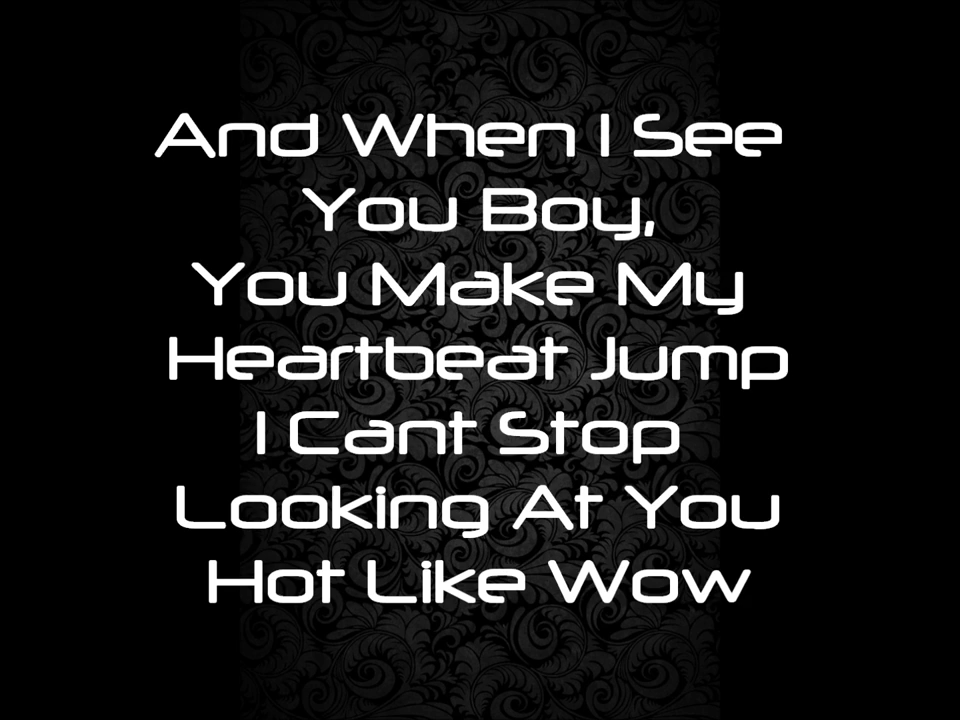 And When I See
You Boy,
You Make My
Heartbeat Jump
I Cant Stop
Looking At You
Hot Like Wow